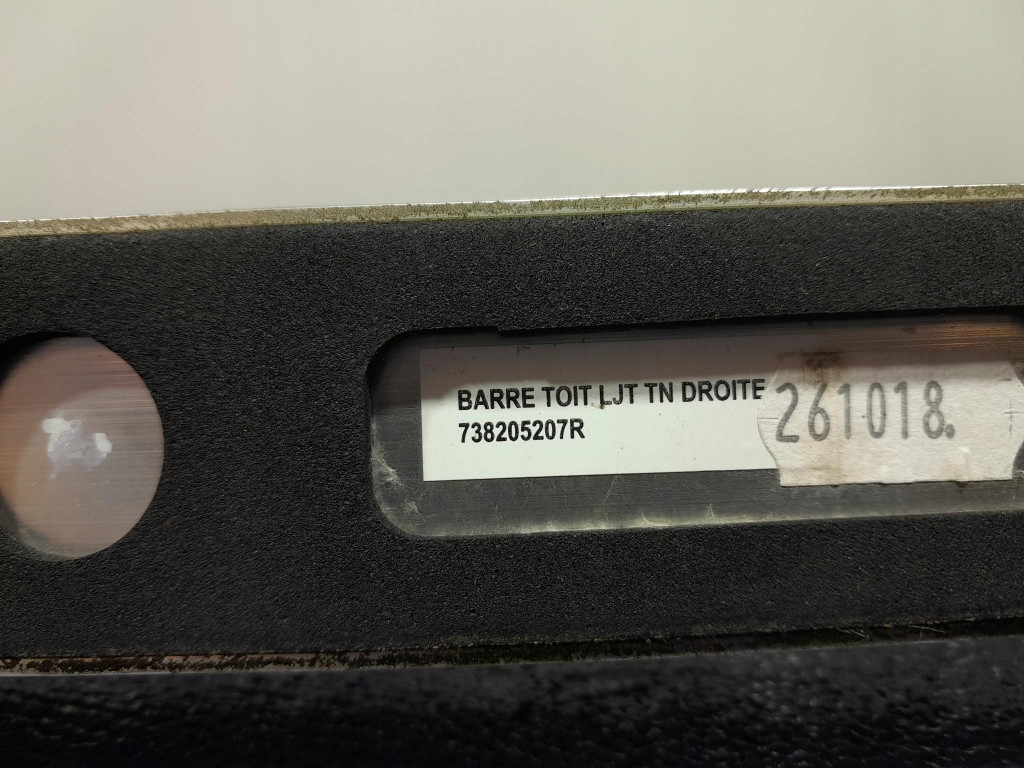 BARRE TOIT LJT TN DROITE
738205207R
261018.